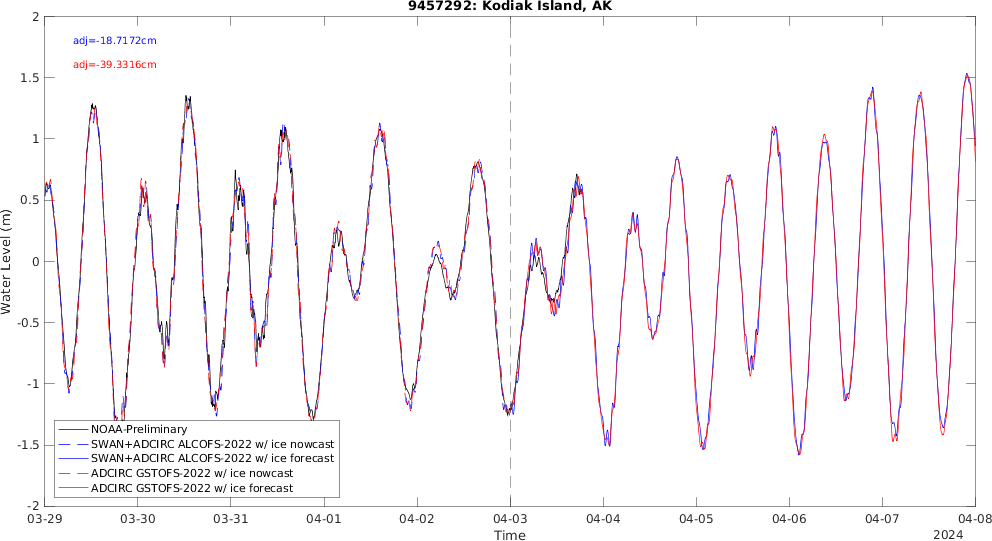 9457292: Kodiak Island, AK
2
1.5
1
0.5
0
-0.5
-1
-1.5
-2
Water Level (m)
adj=-18.7172cm
adj=-39.3316cm
NOAA-Preliminary
SWAN+ADCIRC ALCOFS-2022 w/ ice nowcast
SWAN+ADCIRC ALCOFS-2022 w/ ice forecast
ADCIRC GSTOFS-2022 w/ ice nowcast
ADCIRC GSTOFS-2022 w/ ice forecast
03-29 03-30 03-31 04-01 04-02 04-03 04-04 04-05 04-06 04-07 04-08
Time
2024